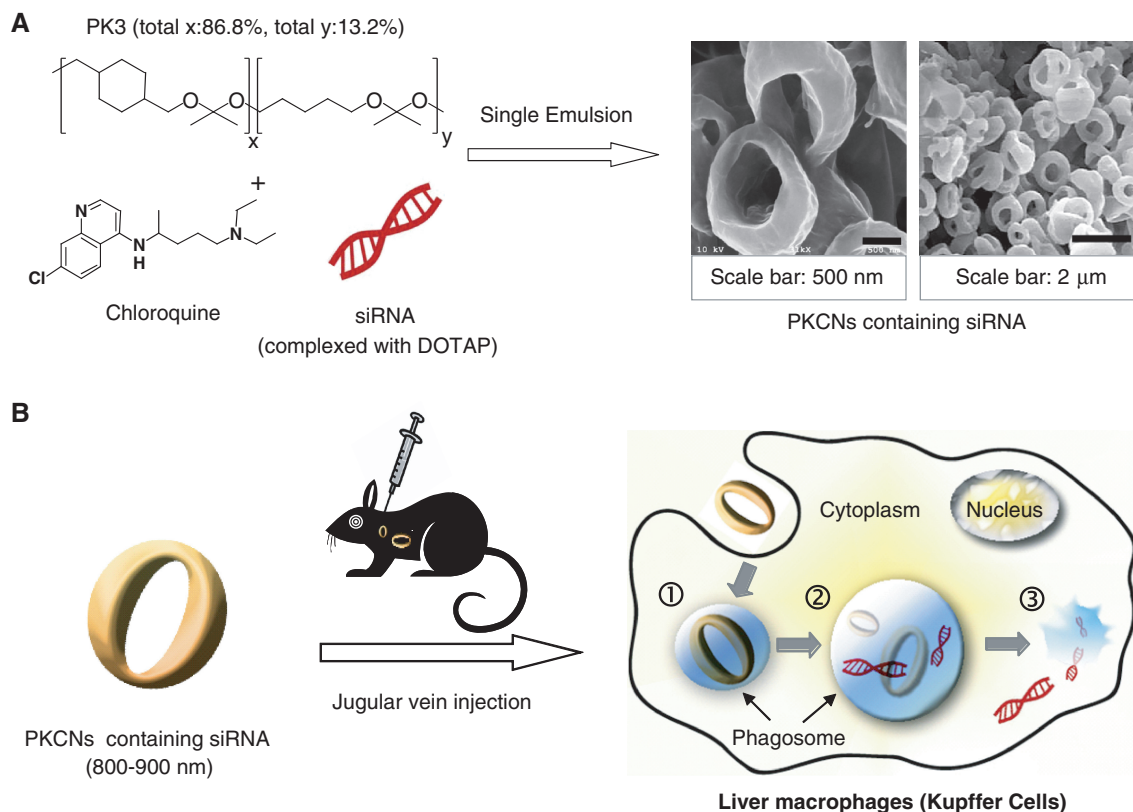 A
PK3 (total x:86.8%, total y:13.2%)
O O
x
O O
y
Single Emulsion
N
N
H
N
+
Cl
Chloroquine
siRNA
(complexed with DOTAP)
10 kV 11kX 500 nm
Scale bar: 500 nm
Scale bar: 2 μm
PKCNs containing siRNA
B
PKCNs containing siRNA
(800-900 nm)
Jugular vein injection
Cytoplasm
Nucleus
①
②
③
Phagosome
Liver macrophages (Kupffer Cells)